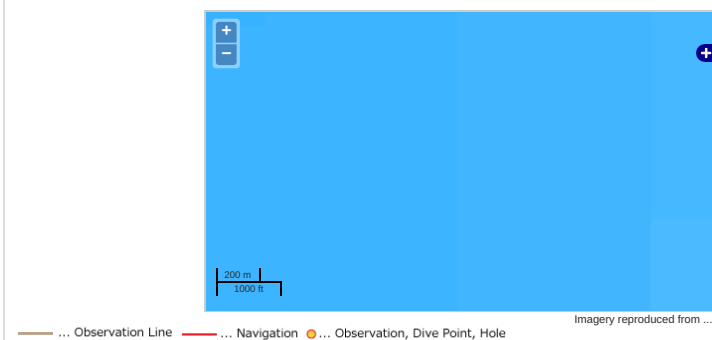 +
−
+
200 m
1000 ft
Imagery reproduced from ...
... Observation Line ... Navigation ... Observation, Dive Point, Hole